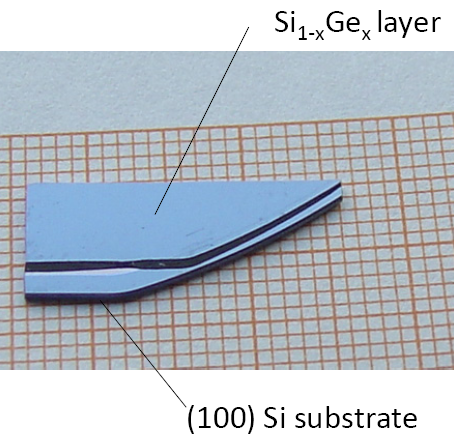 Si₁₋ₓGeₓ layer
(100) Si substrate